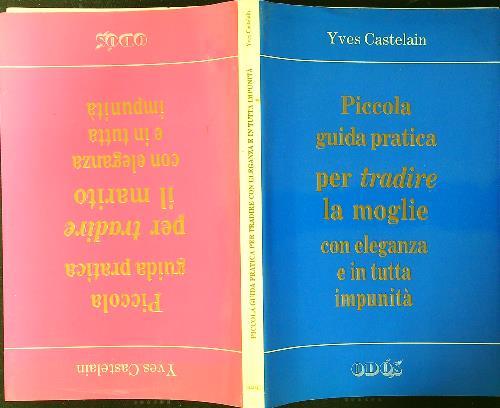 Yves Castelain
Piccola
guida pratica
per tradire
la moglie
con eleganza
e in tutta
impunità
ODÓS
Yves Castelain
PICCOLA GUIDA PRATICA PER TRADIRE CON ELEGANZA E IN TUTTA IMPUNITÀ
Yves Castelain
Piccola
guida pratica
per tradire
il marito
con eleganza
e in tutta
impunità
ODÓS